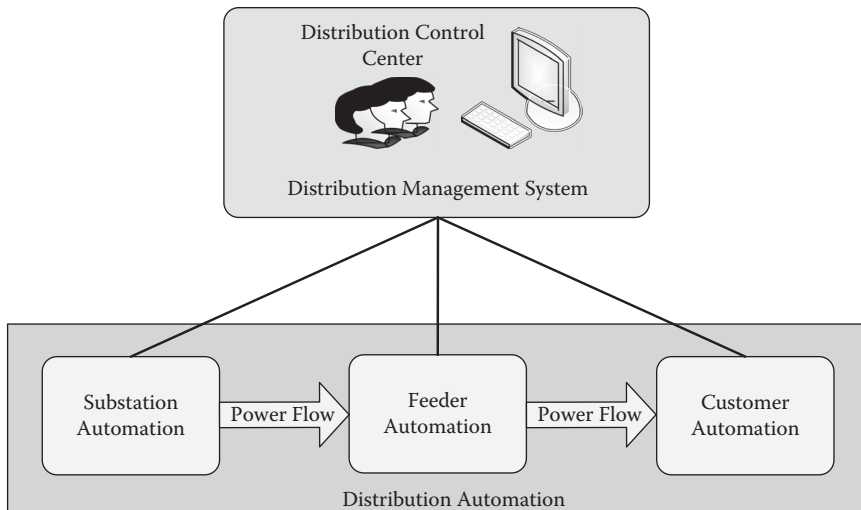 Distribution Control
Center
Distribution Management System
Substation
Automation
Power Flow
Feeder
Automation
Power Flow
Customer
Automation
Distribution Automation